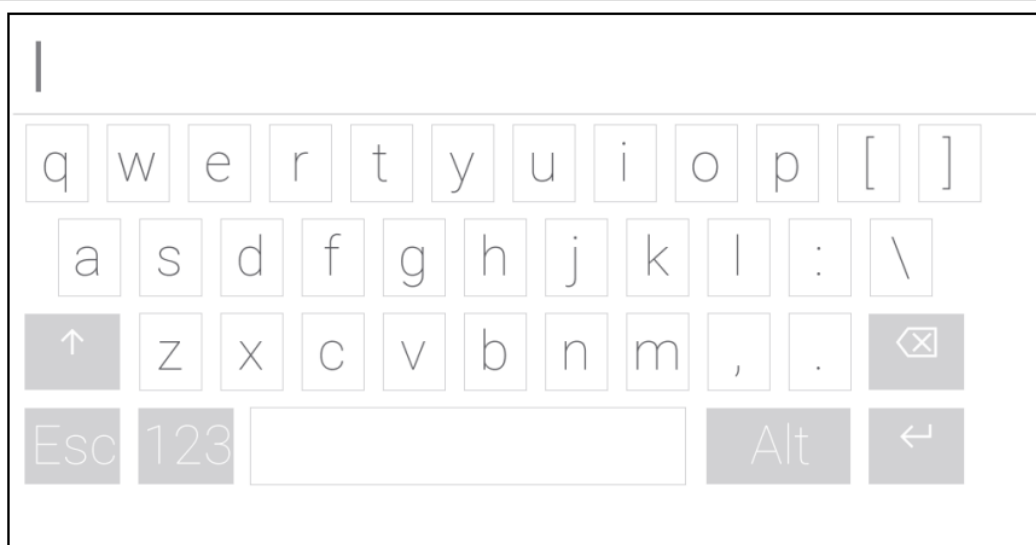 q w e r t y u i o p [ ]
a s d f g h j k l : \
↑ z x c v b n m , .
Esc 123 Alt